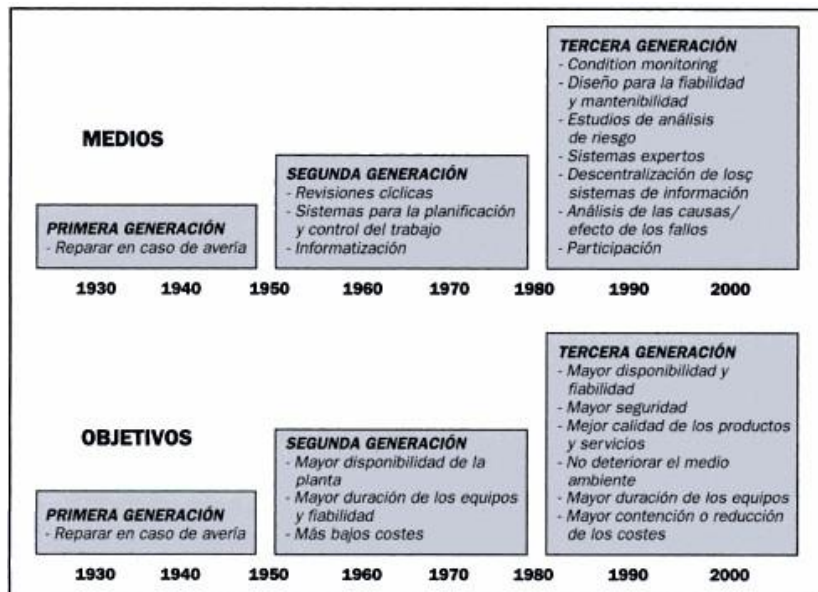 MEDIOS
PRIMERA GENERACIÓN
- Reparar en caso de avería
SEGUNDA GENERACIÓN
- Revisiones cíclicas
- Sistemas para la planificación
y control del trabajo
- Informatización
TERCERA GENERACIÓN
- Condition monitoring
- Diseño para la fiabilidad
y mantenibilidad
- Estudios de análisis
de riesgo
- Sistemas expertos
- Descentralización de losç
sistemas de información
- Análisis de las causas/
efecto de los fallos
- Participación
1930 1940 1950 1960 1970 1980 1990 2000
OBJETIVOS
PRIMERA GENERACIÓN
- Reparar en caso de avería
SEGUNDA GENERACIÓN
- Mayor disponibilidad de la
planta
- Mayor duración de los equipos
y fiabilidad
- Más bajos costes
TERCERA GENERACIÓN
- Mayor disponibilidad y
fiabilidad
- Mayor seguridad
- Mejor calidad de los productos
y servicios
- No deteriorar el medio
ambiente
- Mayor duración de los equipos
- Mayor contención o reducción
de los costes
1930 1940 1950 1960 1970 1980 1990 2000